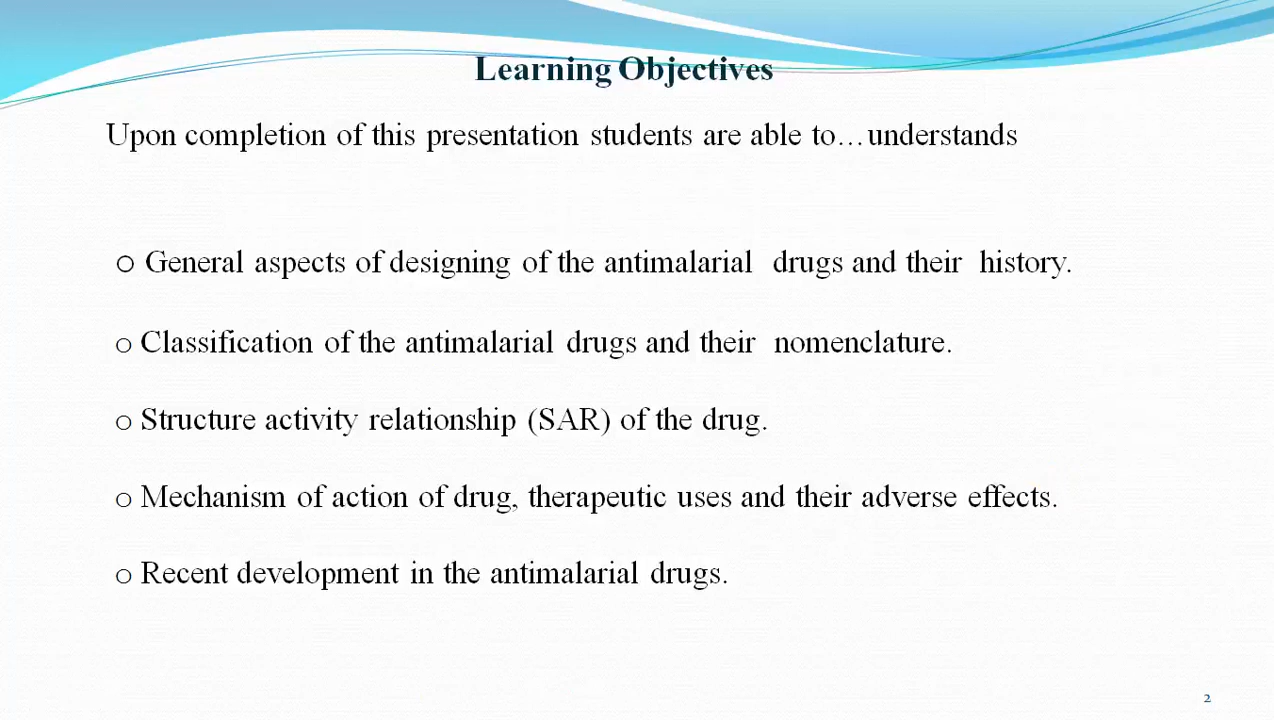 Learning Objectives
Upon completion of this presentation students are able to…understands
o General aspects of designing of the antimalarial drugs and their history.
o Classification of the antimalarial drugs and their nomenclature.
o Structure activity relationship (SAR) of the drug.
o Mechanism of action of drug, therapeutic uses and their adverse effects.
o Recent development in the antimalarial drugs.
2